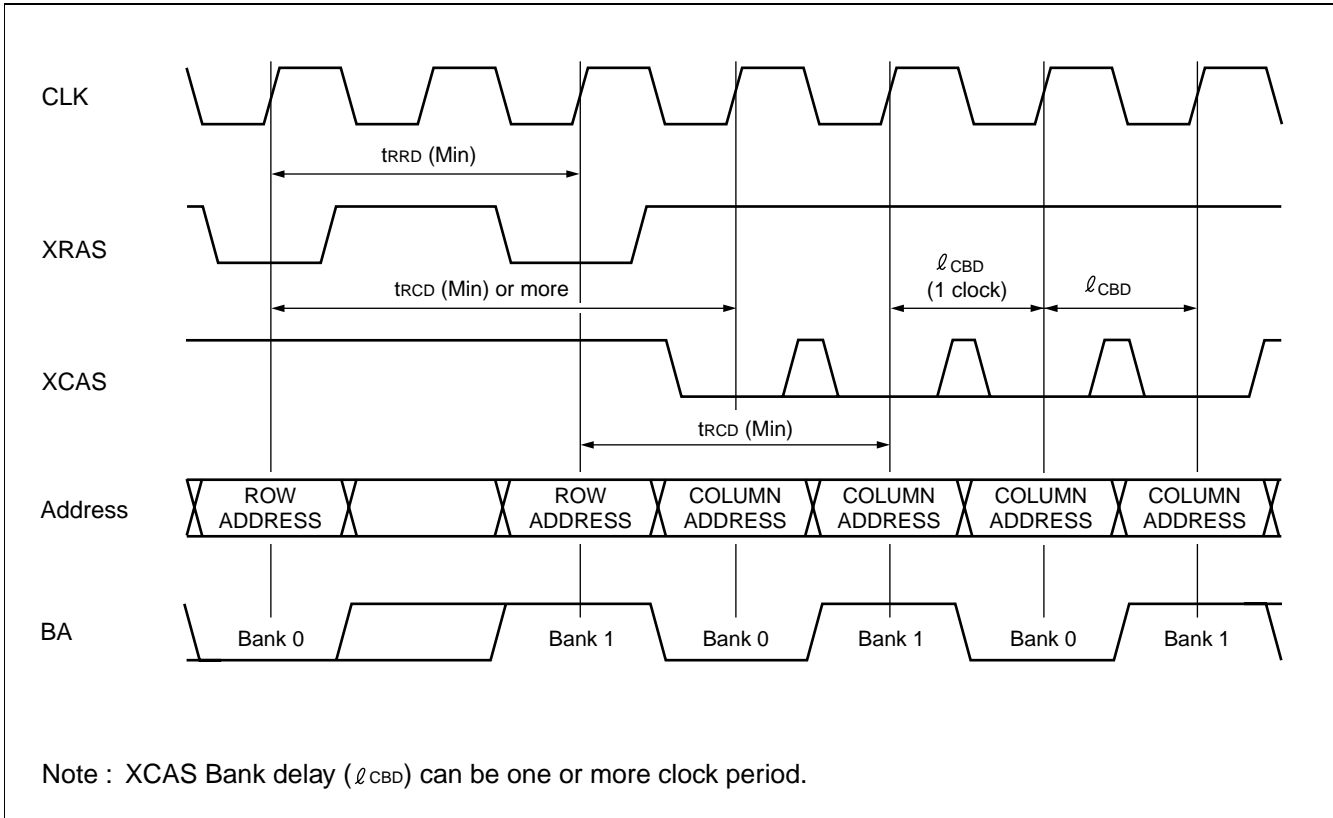 CLK
tRRD (Min)
XRAS
tRCD (Min) or more
ℓCBD
(1 clock)
ℓCBD
XCAS
tRCD (Min)
Address
ROW
ADDRESS
ROW
ADDRESS
COLUMN
ADDRESS
COLUMN
ADDRESS
COLUMN
ADDRESS
COLUMN
ADDRESS
BA
Bank 0
Bank 1
Bank 0
Bank 1
Bank 0
Bank 1
Note : XCAS Bank delay (ℓCBD) can be one or more clock period.